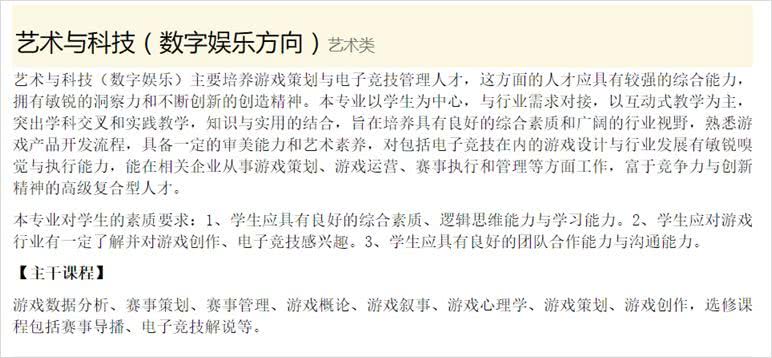 艺术与科技（数字娱乐方向）艺术类
艺术与科技（数字娱乐）主要培养游戏策划与电子竞技管理人才，这方面的人才应具有较强的综合能力，
拥有敏锐的洞察力和不断创新的创造精神。本专业以学生为中心，与行业需求对接，以互动式教学为主，
突出学科交叉和实践教学，知识与实用的结合，旨在培养具有良好的综合素质和广阔的行业视野，熟悉游
戏产品开发流程，具备一定的审美能力和艺术素养，对包括电子竞技在内的游戏设计与行业发展有敏锐嗅
觉与执行能力，能在相关企业从事游戏策划、游戏运营、赛事执行和管理等方面工作，富于竞争力与创新
精神的高级复合型人才。
本专业对学生的素质要求：1、学生应具有良好的综合素质、逻辑思维能力与学习能力。2、学生应对游戏
行业有一定了解并对游戏创作、电子竞技感兴趣。3、学生应具有良好的团队合作能力与沟通能力。
【主干课程】
游戏数据分析、赛事策划、赛事管理、游戏概论、游戏叙事、游戏心理学、游戏策划、游戏创作，选修课
程包括赛事导播、电子竞技解说等。